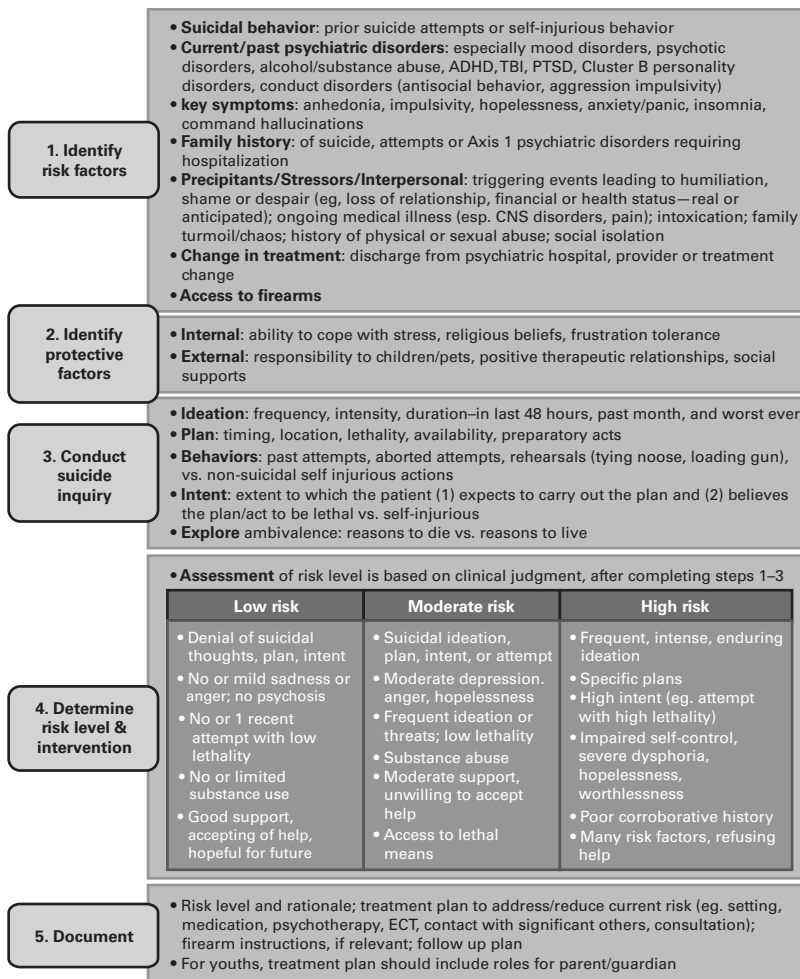 1. Identify
risk factors
• Suicidal behavior: prior suicide attempts or self-injurious behavior
• Current/past psychiatric disorders: especially mood disorders, psychotic
disorders, alcohol/substance abuse, ADHD, TBI, PTSD, Cluster B personality
disorders, conduct disorders (antisocial behavior, aggression impulsivity)
• key symptoms: anhedonia, impulsivity, hopelessness, anxiety/panic, insomnia,
command hallucinations
• Family history: of suicide, attempts or Axis 1 psychiatric disorders requiring
hospitalization
• Precipitants/Stressors/Interpersonal: triggering events leading to humiliation,
shame or despair (eg, loss of relationship, financial or health status—real or
anticipated); ongoing medical illness (esp. CNS disorders, pain); intoxication; family
turmoil/chaos; history of physical or sexual abuse; social isolation
• Change in treatment: discharge from psychiatric hospital, provider or treatment
change
• Access to firearms
2. Identify
protective
factors
• Internal: ability to cope with stress, religious beliefs, frustration tolerance
• External: responsibility to children/pets, positive therapeutic relationships, social
supports
3. Conduct
suicide
inquiry
• Ideation: frequency, intensity, duration–in last 48 hours, past month, and worst ever
• Plan: timing, location, lethality, availability, preparatory acts
• Behaviors: past attempts, aborted attempts, rehearsals (tying noose, loading gun),
vs. non-suicidal self injurious actions
• Intent: extent to which the patient (1) expects to carry out the plan and (2) believes
the plan/act to be lethal vs. self-injurious
• Explore ambivalence: reasons to die vs. reasons to live
4. Determine
risk level &
intervention
• Assessment of risk level is based on clinical judgment, after completing steps 1–3
Low risk
• Denial of suicidal
thoughts, plan, intent
• No or mild sadness or
anger; no psychosis
• No or 1 recent
attempt with low
lethality
• No or limited
substance use
• Good support,
accepting of help,
hopeful for future
Moderate risk
• Suicidal ideation,
plan, intent, or attempt
• Moderate depression.
anger, hopelessness
• Frequent ideation or
threats; low lethality
• Substance abuse
• Moderate support,
unwilling to accept
help
• Access to lethal
means
High risk
• Frequent, intense, enduring
ideation
• Specific plans
• High intent (eg. attempt
with high lethality)
• Impaired self-control,
severe dysphoria,
hopelessness,
worthlessness
• Poor corroborative history
• Many risk factors, refusing
help
5. Document
• Risk level and rationale; treatment plan to address/reduce current risk (eg. setting,
medication, psychotherapy, ECT, contact with significant others, consultation);
firearm instructions, if relevant; follow up plan
• For youths, treatment plan should include roles for parent/guardian